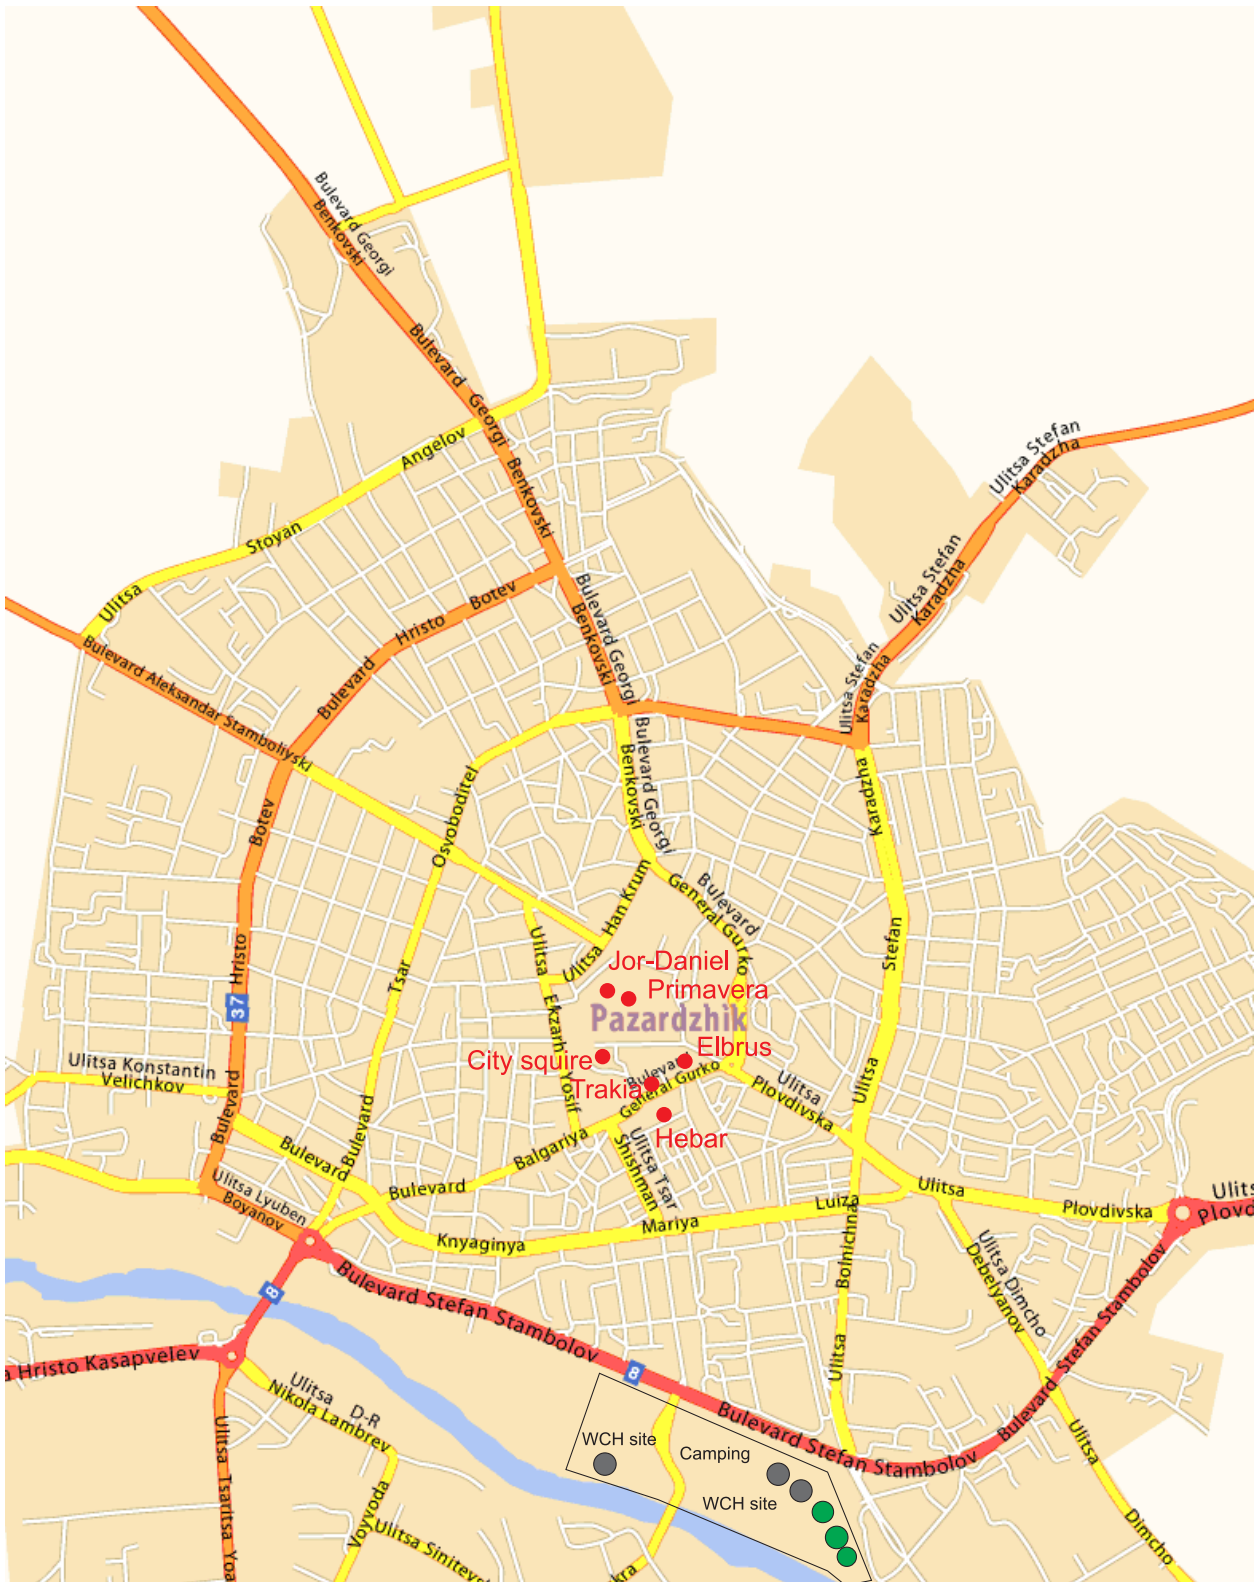 Bulevard Georgi
Benkovski
Bulevard
Georgi
Benkovski
Angelov
Stoyan
Ulitsa
Ulitsa Stefan
Karadzha
Ulitsa Stefan
Karadzha
Ulitsa Stefan
Karadzha
Botev
Hristo
Bulevard
Bulevard Georgi
Benkovski
Bulevard Aleksandar Stamboliyski
Bulevard Georgi
Benkovski
Osvoboditel
Karadzha
Botev
Bulevard
General Gurko
Ulitsa Han Krum
Ulitsa
Stefan
Hristo
Tsar
37
Jor-Daniel
Primavera
Pazardzhik
Ekzarh Yosif
City squire
Elbrus
Bulevard
General Gurko
Trakia
Hebar
Ulitsa Konstantin
Velichkov
Ulitsa
Plovdivska
Ulitsa
Bulevard
Bulevard
Bulevard
Balgariya
Bulevard
Ulitsa Tsar
Shishman
Ulitsa Lyuben
Boyanov
Knyaginya
Mariya
Luiza
Ulitsa
Plovdivska
Ulits
Plovd
Bolnichna
Ulitsa
Ulitsa Dimcho
Debelyanov
8
Bulevard Stefan Stambolov
Bulevard Stefan Stambolov
a Hristo Kasapvelev
8
Ulitsa D-R
Nikola Lambrev
Bulevard Stefan Stambolov
Ulitsa
Ulitsa Tsaritsa Yoa
WCH site
Camping
WCH site
Voyvoda
Ulitsa Sinitevs
kra
Dimcho